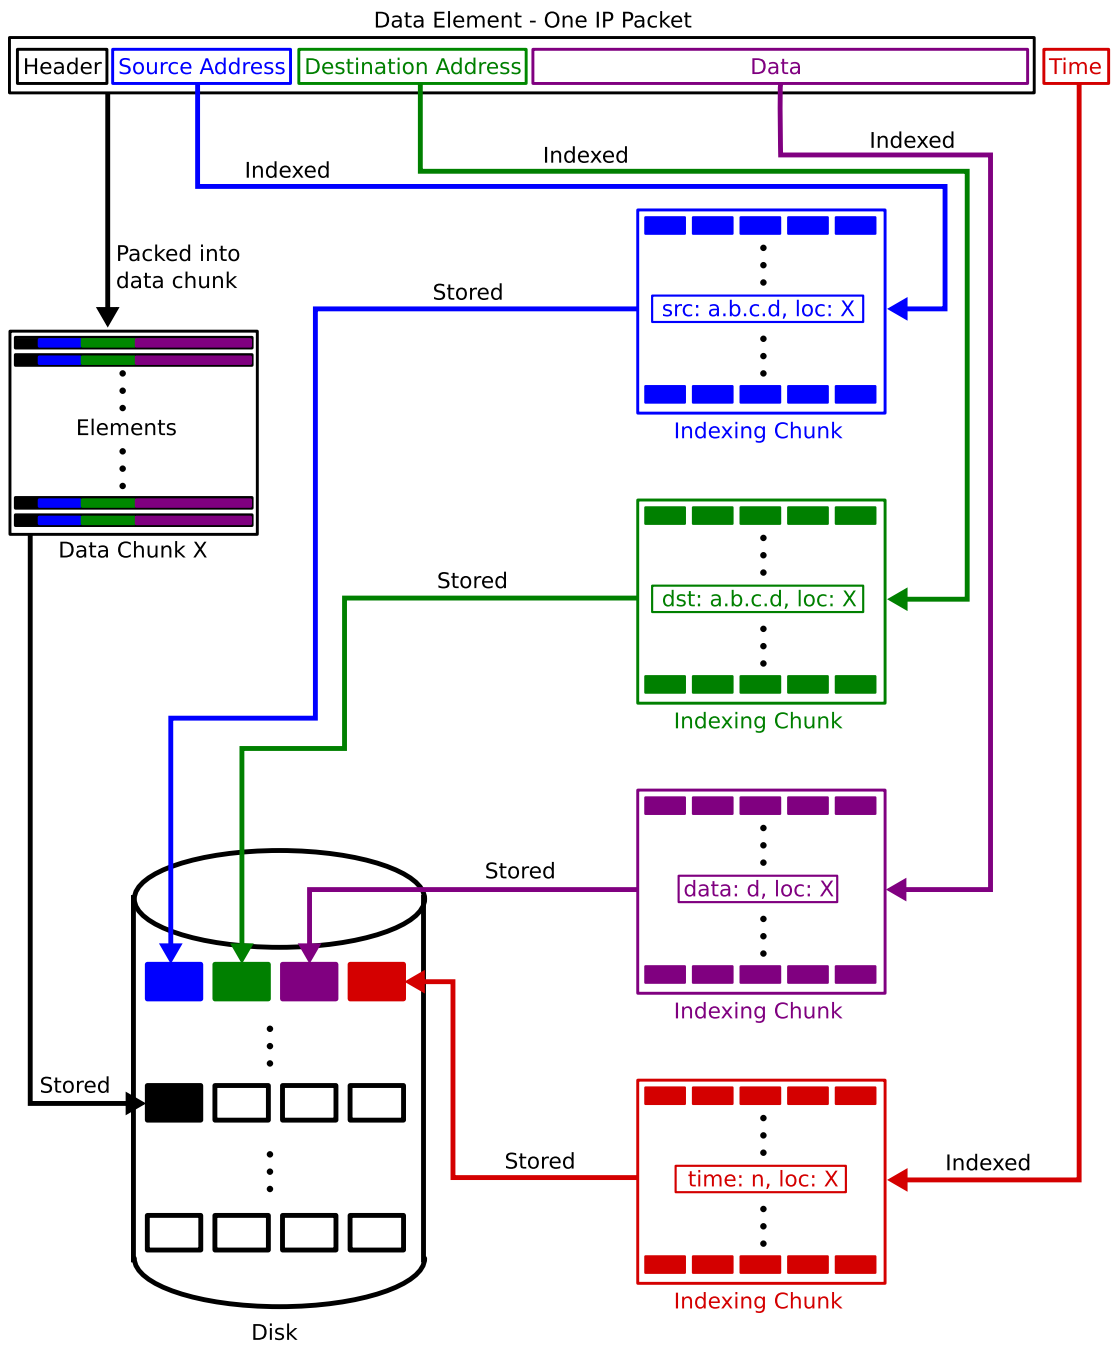 Data Element - One IP Packet
Header
Source Address
Destination Address
Data
Time
Indexed
Indexed
Indexed
Packed into
data chunk
Stored
src: a.b.c.d, loc: X
Elements
Indexing Chunk
Data Chunk X
Stored
dst: a.b.c.d, loc: X
Indexing Chunk
Stored
data: d, loc: X
Indexing Chunk
Stored
Stored
Indexed
time: n, loc: X
Indexing Chunk
Disk